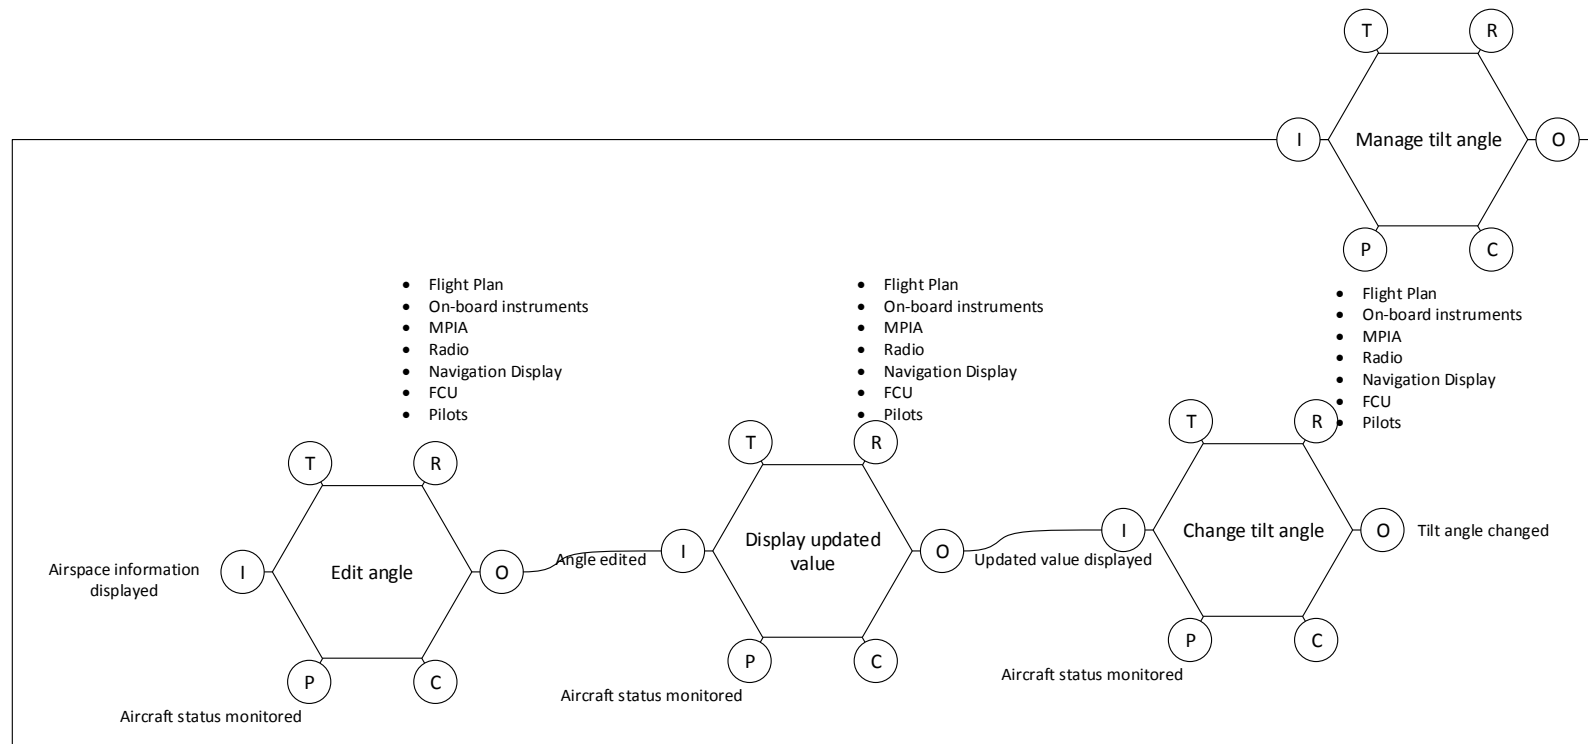 T
R
I
Manage tilt angle
O
P
C
• Flight Plan
• On-board instruments
• MPIA
• Radio
• Navigation Display
• FCU
• Pilots
• Flight Plan
• On-board instruments
• MPIA
• Radio
• Navigation Display
• FCU
• Pilots
• Flight Plan
• On-board instruments
• MPIA
• Radio
• Navigation Display
• FCU
• Pilots
T
R
Airspace information
displayed
I
Edit angle
O
P
C
Aircraft status monitored
Angle edited
T
R
I
Display updated
value
O
P
C
Aircraft status monitored
Updated value displayed
T
R
I
Change tilt angle
O
Tilt angle changed
P
C
Aircraft status monitored